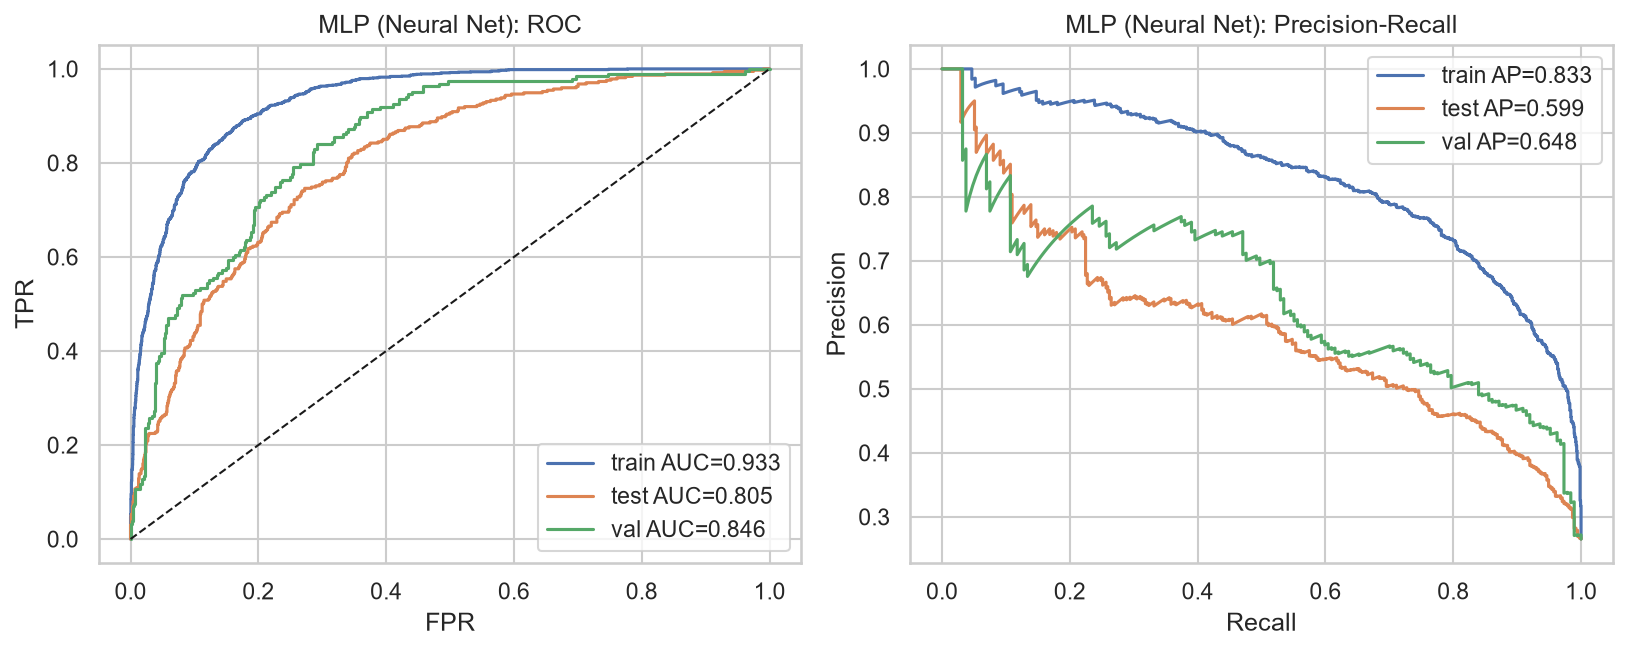 MLP (Neural Net): ROC
1.0
0.8
0.6
0.4
0.2
0.0
TPR
0.0 0.2 0.4 0.6 0.8 1.0
FPR
train AUC=0.933
test AUC=0.805
val AUC=0.846
MLP (Neural Net): Precision-Recall
1.0
0.9
0.8
0.7
0.6
0.5
0.4
0.3
Precision
0.0 0.2 0.4 0.6 0.8 1.0
Recall
train AP=0.833
test AP=0.599
val AP=0.648